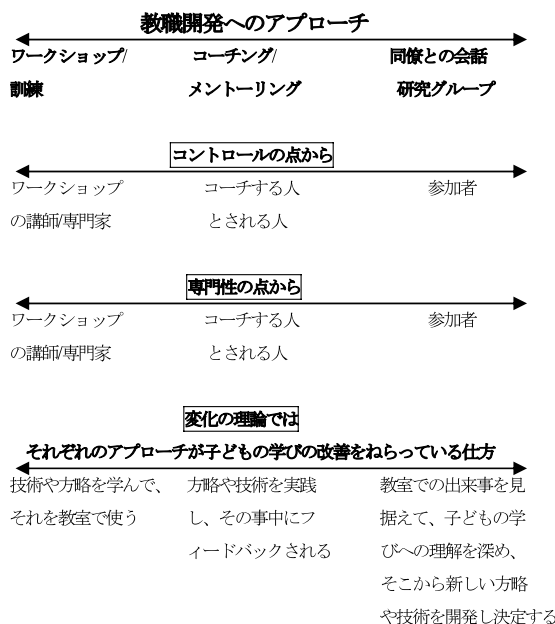 教職開発へのアプローチ
ワークショップ/ コーチング/ 同僚との会話
訓練 メントーリング 研究グループ
コントロールの点から
ワークショップ コーチする人 参加者
の講師/専門家 とされる人
専門性の点から
ワークショップ コーチする人 参加者
の講師/専門家 とされる人
変化の理論では
それぞれのアプローチが子どもの学びの改善をねらっている仕方
技術や方略を学んで、 方略や技術を実践 教室での出来事を見
それを教室で使う し、その事中にフ 据えて、子どもの学
ィードバックされる びへの理解を深め、
そこから新しい方略
や技術を開発し決定する